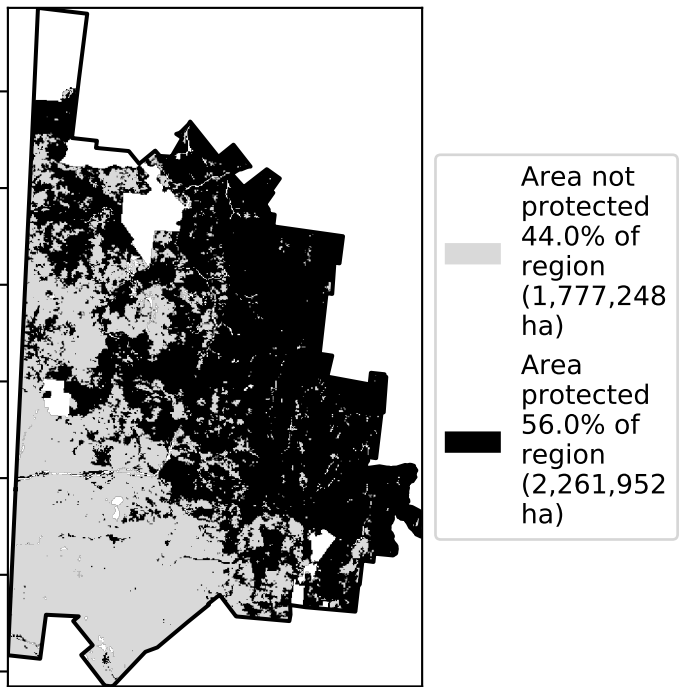 Area not
protected
44.0% of
region
(1,777,248
ha)
Area
protected
56.0% of
region
(2,261,952
ha)